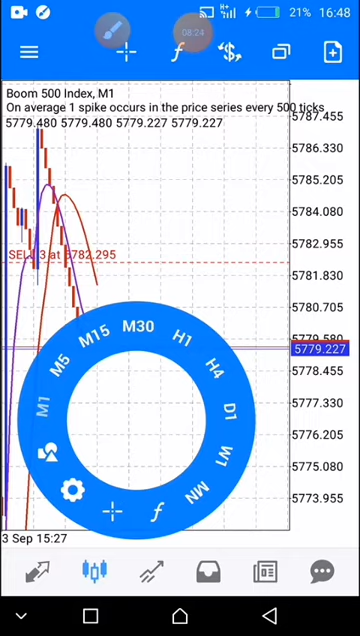 21% 16:48
08:24
f
$
Boom 500 Index, M1
On average 1 spike occurs in the price series every 500 ticks
5779.480 5779.480 5779.227 5779.227
5787.455
5786.330
5785.205
5784.080
5782.955
SELL 3 at 5782.295
5781.830
5780.705
5779.580
5779.227
5778.455
5777.330
5776.205
5775.080
5773.955
M1
M5
M15
M30
H1
H4
D1
W1
MN
f
3 Sep 15:27